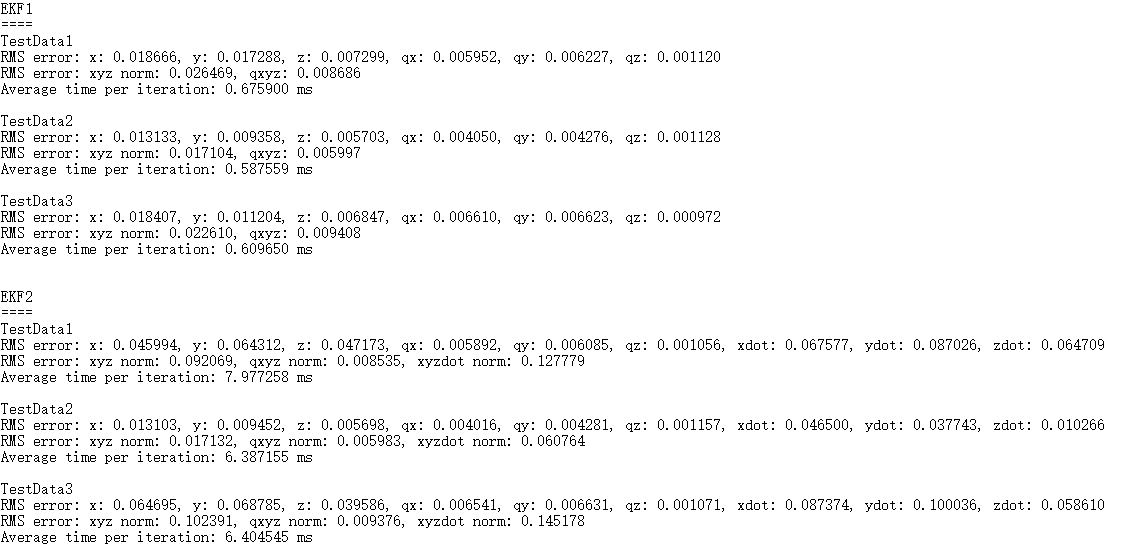 EKF1
====
TestData1
RMS error: x: 0.018666, y: 0.017288, z: 0.007299, qx: 0.005952, qy: 0.006227, qz: 0.001120
RMS error: xyz norm: 0.026469, qxyz: 0.008686
Average time per iteration: 0.675900 ms
TestData2
RMS error: x: 0.013133, y: 0.009358, z: 0.005703, qx: 0.004050, qy: 0.004276, qz: 0.001128
RMS error: xyz norm: 0.017104, qxyz: 0.005997
Average time per iteration: 0.587559 ms
TestData3
RMS error: x: 0.018407, y: 0.011204, z: 0.006847, qx: 0.006610, qy: 0.006623, qz: 0.000972
RMS error: xyz norm: 0.022610, qxyz: 0.009408
Average time per iteration: 0.609650 ms
EKF2
====
TestData1
RMS error: x: 0.045994, y: 0.064312, z: 0.047173, qx: 0.005892, qy: 0.006085, qz: 0.001056, xdot: 0.067577, ydot: 0.087026, zdot: 0.064709
RMS error: xyz norm: 0.092069, qxyz norm: 0.008535, xyzdot norm: 0.127779
Average time per iteration: 7.977258 ms
TestData2
RMS error: x: 0.013103, y: 0.009452, z: 0.005698, qx: 0.004016, qy: 0.004281, qz: 0.001157, xdot: 0.046500, ydot: 0.037743, zdot: 0.010266
RMS error: xyz norm: 0.017132, qxyz norm: 0.005983, xyzdot norm: 0.060764
Average time per iteration: 6.387155 ms
TestData3
RMS error: x: 0.064695, y: 0.068785, z: 0.039586, qx: 0.006541, qy: 0.006631, qz: 0.001071, xdot: 0.087374, ydot: 0.100036, zdot: 0.058610
RMS error: xyz norm: 0.102391, qxyz norm: 0.009376, xyzdot norm: 0.145178
Average time per iteration: 6.404545 ms